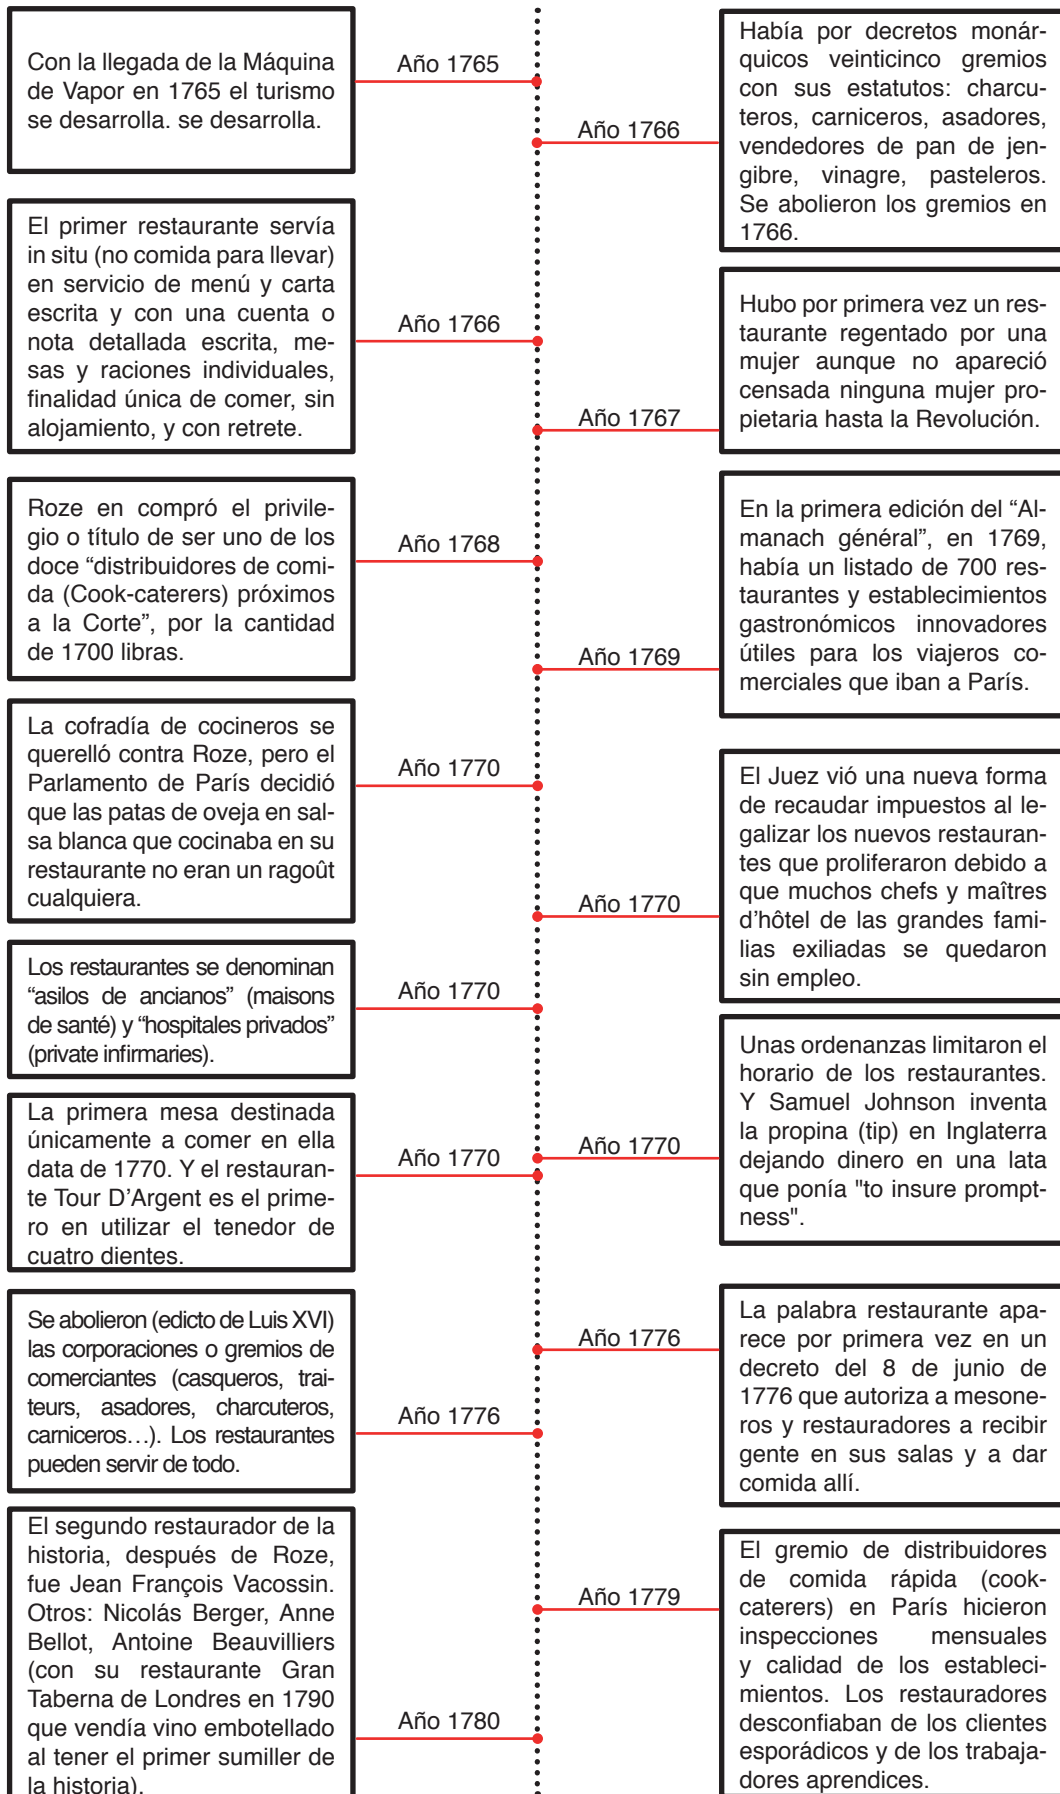 Con la llegada de la Máquina
de Vapor en 1765 el turismo
se desarrolla. se desarrolla.
Año 1765
Había por decretos monár-
quicos veinticinco gremios
con sus estatutos: charcu-
teros, carniceros, asadores,
vendedores de pan de jen-
gibre, vinagre, pasteleros.
Se abolieron los gremios en
1766.
Año 1766
El primer restaurante servía
in situ (no comida para llevar)
en servicio de menú y carta
escrita y con una cuenta o
nota detallada escrita, me-
sas y raciones individuales,
finalidad única de comer, sin
alojamiento, y con retrete.
Año 1766
Hubo por primera vez un res-
taurante regentado por una
mujer aunque no apareció
censada ninguna mujer pro-
pietaria hasta la Revolución.
Año 1767
Roze en compró el privile-
gio o título de ser uno de los
doce “distribuidores de comi-
da (Cook-caterers) próximos
a la Corte”, por la cantidad
de 1700 libras.
Año 1768
En la primera edición del “Al-
manach général”, en 1769,
había un listado de 700 res-
taurantes y establecimientos
gastronómicos innovadores
útiles para los viajeros co-
merciales que iban a París.
Año 1769
La cofradía de cocineros se
querelló contra Roze, pero el
Parlamento de París decidió
que las patas de oveja en sal-
sa blanca que cocinaba en su
restaurante no eran un ragoût
cualquiera.
Año 1770
El Juez vió una nueva forma
de recaudar impuestos al le-
galizar los nuevos restauran-
tes que proliferaron debido a
que muchos chefs y maîtres
d’hôtel de las grandes fami-
lias exiliadas se quedaron
sin empleo.
Año 1770
Los restaurantes se denominan
“asilos de ancianos” (maisons
de santé) y “hospitales privados”
(private infirmaries).
Año 1770
Unas ordenanzas limitaron el
horario de los restaurantes.
Y Samuel Johnson inventa
la propina (tip) en Inglaterra
dejando dinero en una lata
que ponía "to insure prompt-
ness".
Año 1770
La primera mesa destinada
únicamente a comer en ella
data de 1770. Y el restauran-
te Tour D’Argent es el prime-
ro en utilizar el tenedor de
cuatro dientes.
Año 1770
La palabra restaurante apa-
rece por primera vez en un
decreto del 8 de junio de
1776 que autoriza a mesone-
ros y restauradores a recibir
gente en sus salas y a dar
comida allí.
Año 1776
Se abolieron (edicto de Luis XVI)
las corporaciones o gremios de
comerciantes (casqueros, trai-
teurs, asadores, charcuteros,
carniceros…). Los restaurantes
pueden servir de todo.
Año 1776
El gremio de distribuidores
de comida rápida (cook-
caterers) en París hicieron
inspecciones mensuales
y calidad de los estableci-
mientos. Los restauradores
desconfiaban de los clientes
esporádicos y de los trabaja-
dores aprendices.
Año 1779
El segundo restaurador de la
historia, después de Roze,
fue Jean François Vacossin.
Otros: Nicolás Berger, Anne
Bellot, Antoine Beauvilliers
(con su restaurante Gran
Taberna de Londres en 1790
que vendía vino embotellado
al tener el primer sumiller de
la historia).
Año 1780